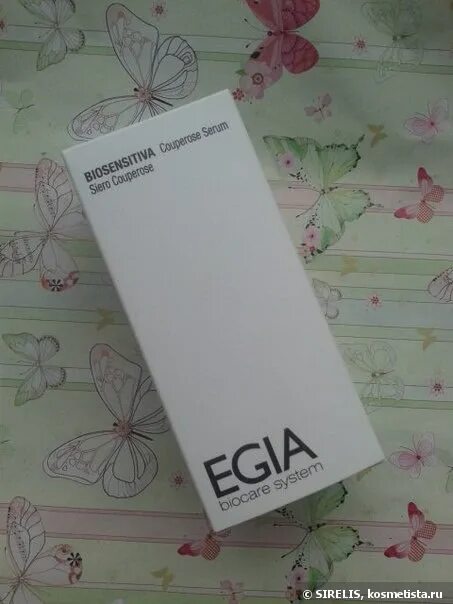 BIOSENSITIVA Couperose Serum
Siero Couperose
EGIA
biocare system
© SIRELIS, kosmetista.ru